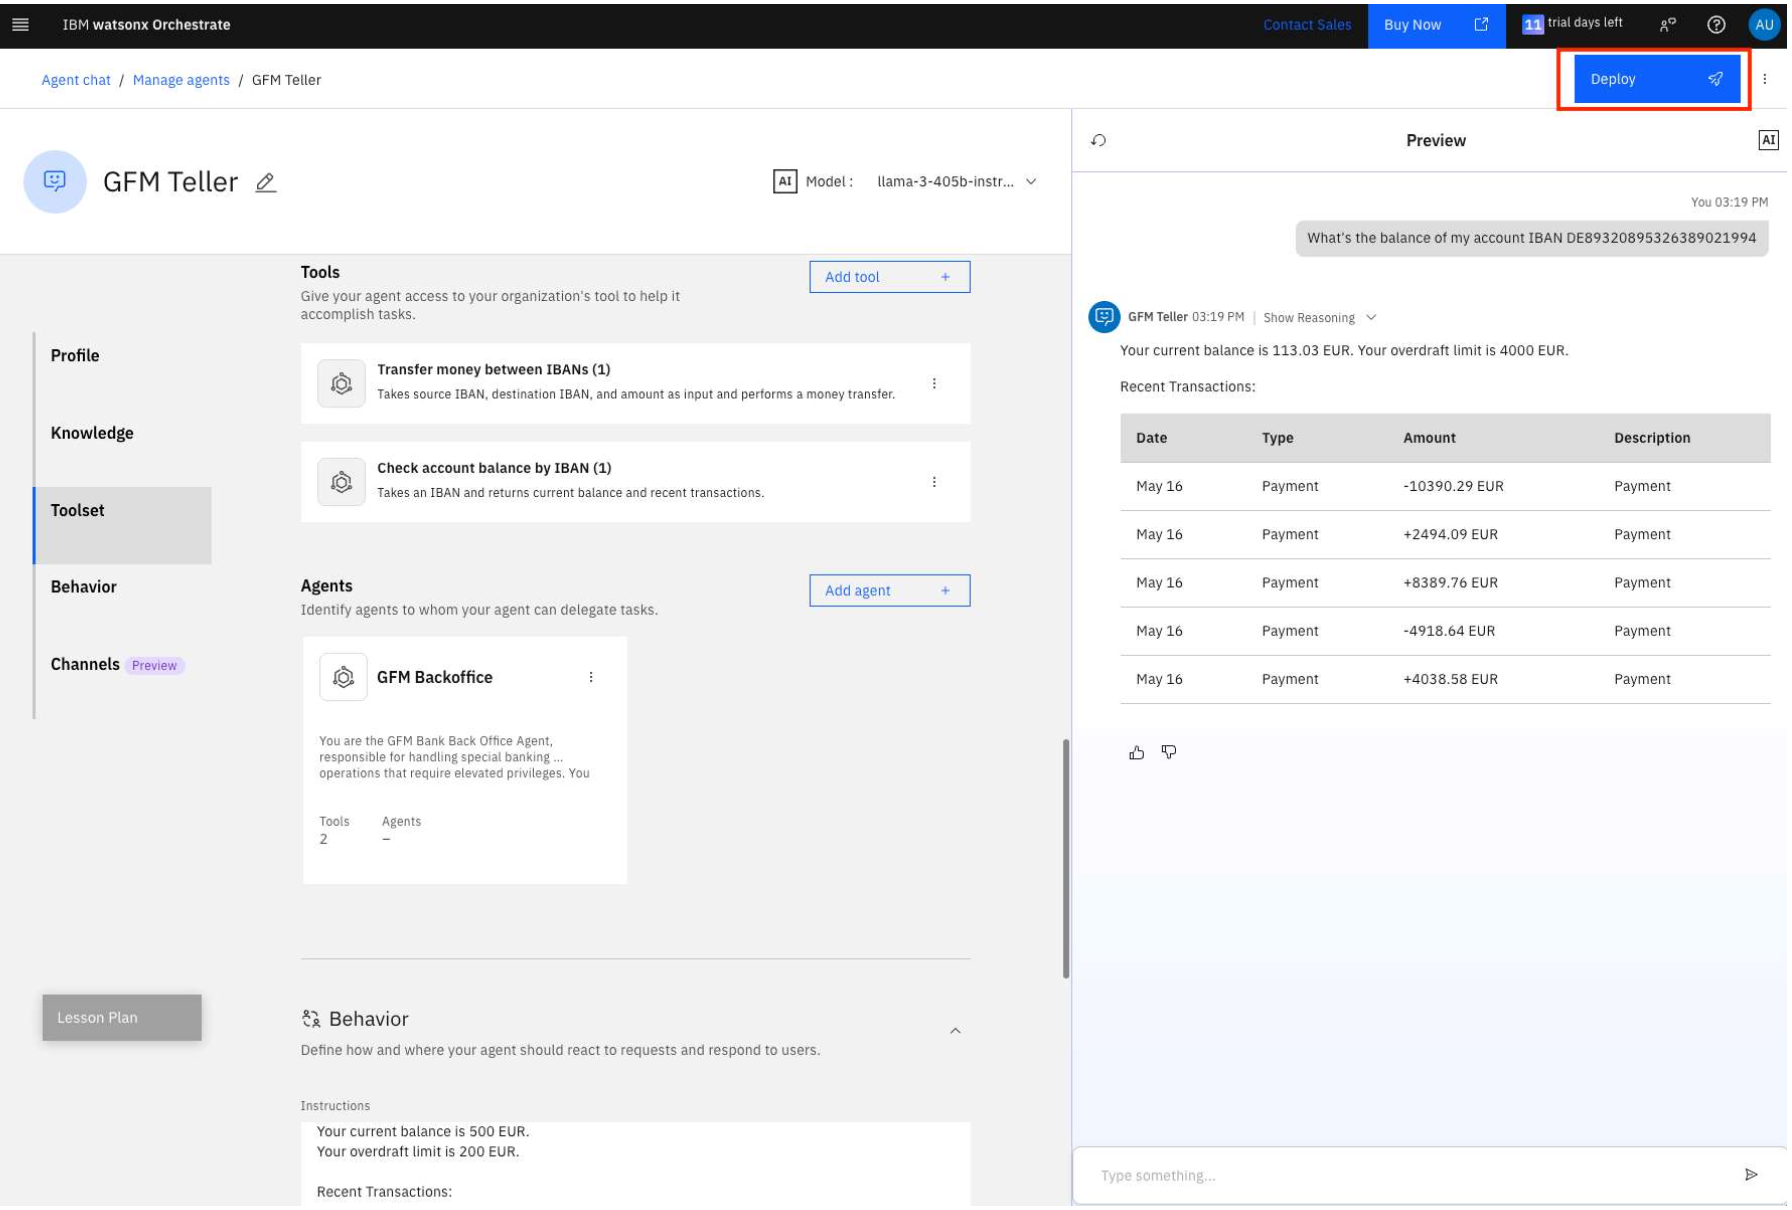 IBM watsonx Orchestrate
Contact Sales
Buy Now
11 trial days left
AU
Agent chat / Manage agents / GFM Teller
Deploy
GFM Teller
AI Model :
llama-3-405b-instr...
Profile
Knowledge
Toolset
Behavior
Channels Preview
Lesson Plan
Tools
Give your agent access to your organization's tool to help it
accomplish tasks.
Add tool +
Transfer money between IBANs (1)
Takes source IBAN, destination IBAN, and amount as input and performs a money transfer.
Check account balance by IBAN (1)
Takes an IBAN and returns current balance and recent transactions.
Agents
Identify agents to whom your agent can delegate tasks.
Add agent +
GFM Backoffice
You are the GFM Bank Back Office Agent,
responsible for handling special banking ...
operations that require elevated privileges. You
Tools Agents
2 –
Behavior
Define how and where your agent should react to requests and respond to users.
Instructions
Your current balance is 500 EUR.
Your overdraft limit is 200 EUR.
Recent Transactions:
Preview
AI
You 03:19 PM
What's the balance of my account IBAN DE89320895326389021994
GFM Teller 03:19 PM | Show Reasoning
Your current balance is 113.03 EUR. Your overdraft limit is 4000 EUR.
Recent Transactions:
Date Type Amount Description
May 16 Payment -10390.29 EUR Payment
May 16 Payment +2494.09 EUR Payment
May 16 Payment +8389.76 EUR Payment
May 16 Payment -4918.64 EUR Payment
May 16 Payment +4038.58 EUR Payment
Type something...